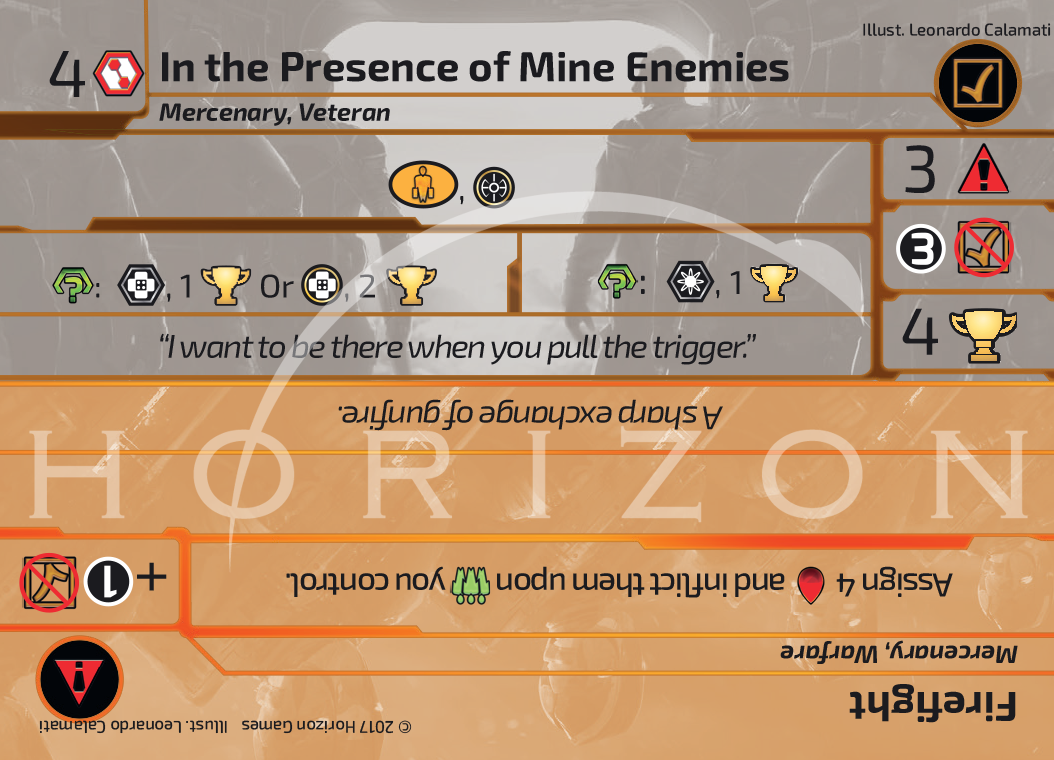 Illust. Leonardo Calamati
4 In the Presence of Mine Enemies
Mercenary, Veteran
,
3
3
: , 1 Or , 2
: , 1
4
“I want to be there when you pull the trigger.”
HORIZON
Firefight
Mercenary, Warfare
Assign 4 and inflict them upon you control.
+1
A sharp exchange of gunfire.
© 2017 Horizon Games Illust. Leonardo Calamati